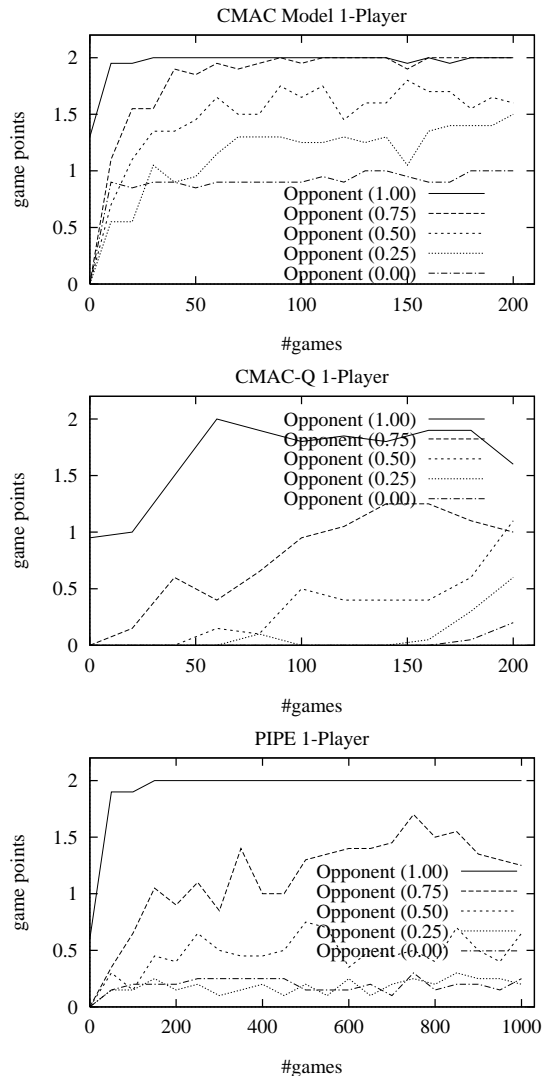 CMAC Model 1-Player
2
1.5
1
0.5
0
game points
Opponent (1.00)
Opponent (0.75)
Opponent (0.50)
Opponent (0.25)
Opponent (0.00)
0 50 100 150 200
#games
CMAC-Q 1-Player
2
1.5
1
0.5
0
game points
Opponent (1.00)
Opponent (0.75)
Opponent (0.50)
Opponent (0.25)
Opponent (0.00)
0 50 100 150 200
#games
PIPE 1-Player
2
1.5
1
0.5
0
game points
Opponent (1.00)
Opponent (0.75)
Opponent (0.50)
Opponent (0.25)
Opponent (0.00)
0 200 400 600 800 1000
#games